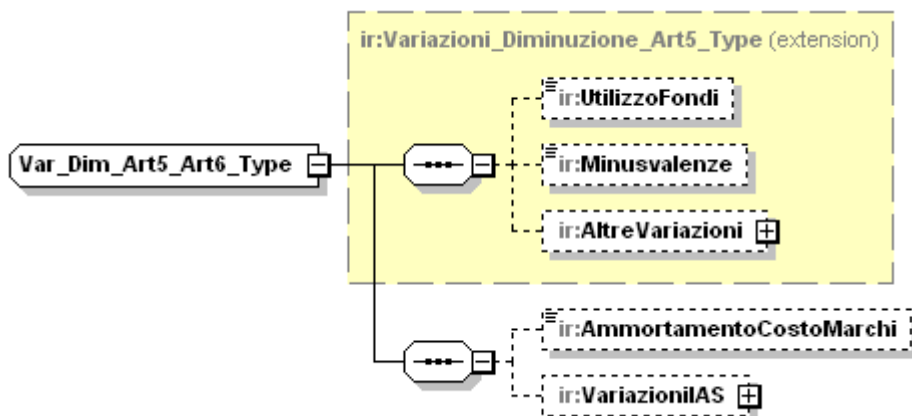 ir:Variazioni_Diminuzione_Art5_Type (extension)
ir:UtilizzoFondi
Var_Dim_Art5_Art6_Type
ir:Minusvalenze
ir:AltreVariazioni
ir:AmmortamentoCostoMarchi
ir:VariazioniIAS